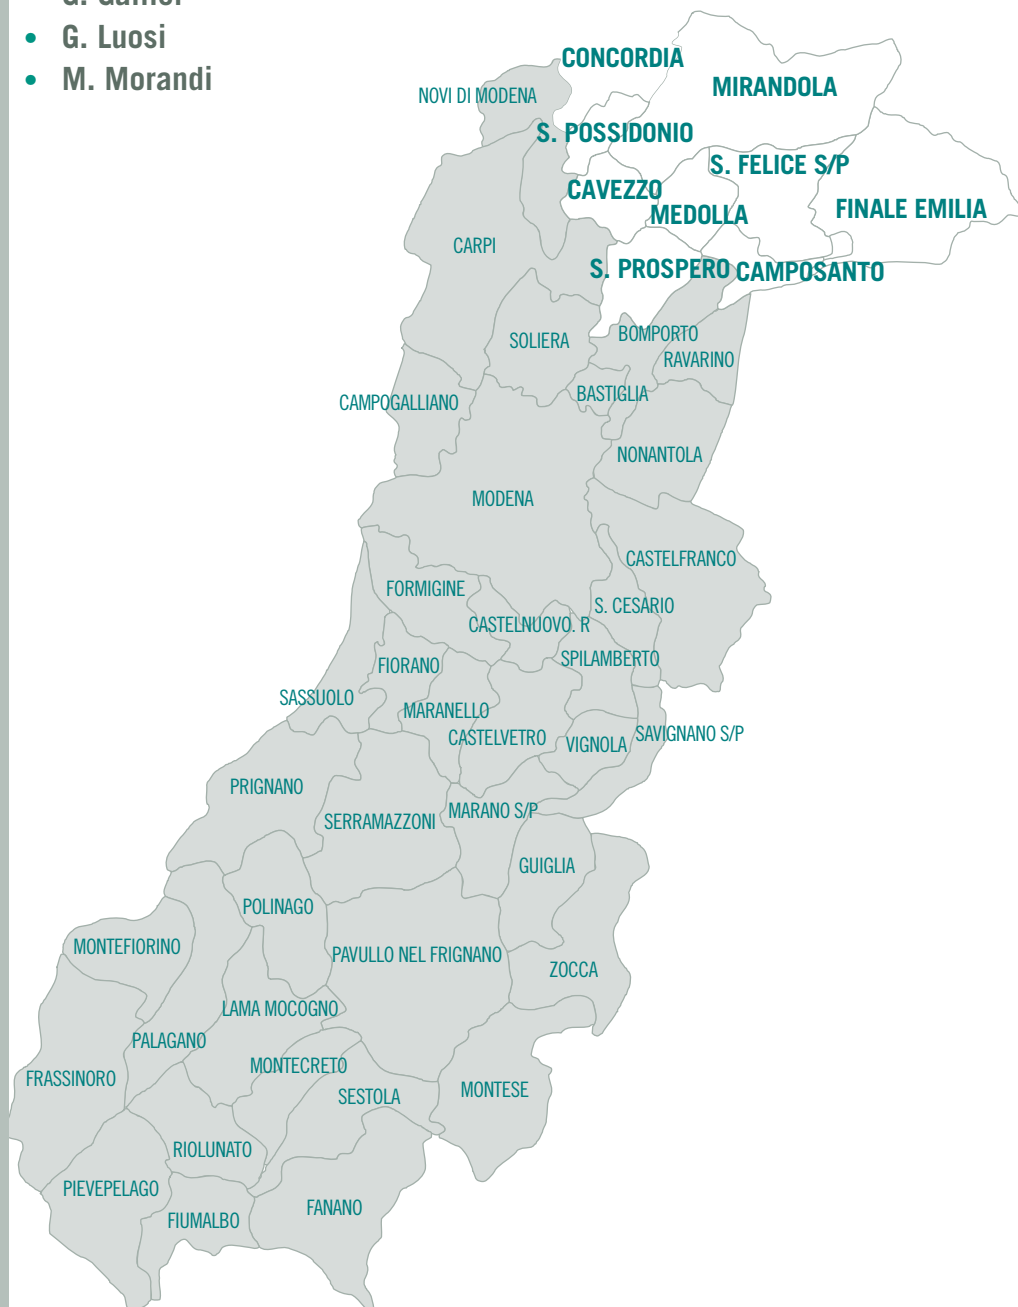 • G. Luosi
• M. Morandi
CONCORDIA
MIRANDOLA
NOVI DI MODENA
S. POSSIDONIO
S. FELICE S/P
CAVEZZO
MEDOLLA
FINALE EMILIA
CARPI
S. PROSPERO
CAMPOSANTO
SOLIERA
BOMPORTO
RAVARINO
CAMPOGALLIANO
BASTIGLIA
NONANTOLA
MODENA
CASTELFRANCO
FORMIGINE
S. CESARIO
CASTELNUOVO. R
FIORANO
SPILAMBERTO
SASSUOLO
MARANELLO
CASTELVETRO
VIGNOLA
SAVIGNANO S/P
PRIGNANO
SERRAMAZZONI
MARANO S/P
GUIGLIA
POLINAGO
MONTEFIORINO
PAVULLO NEL FRIGNANO
ZOCCA
LAMA MOCOGNO
PALAGANO
MONTECRETO
FRASSINORO
SESTOLA
MONTESE
RIOLUNATO
PIEVEPELAGO
FIUMALBO
FANANO